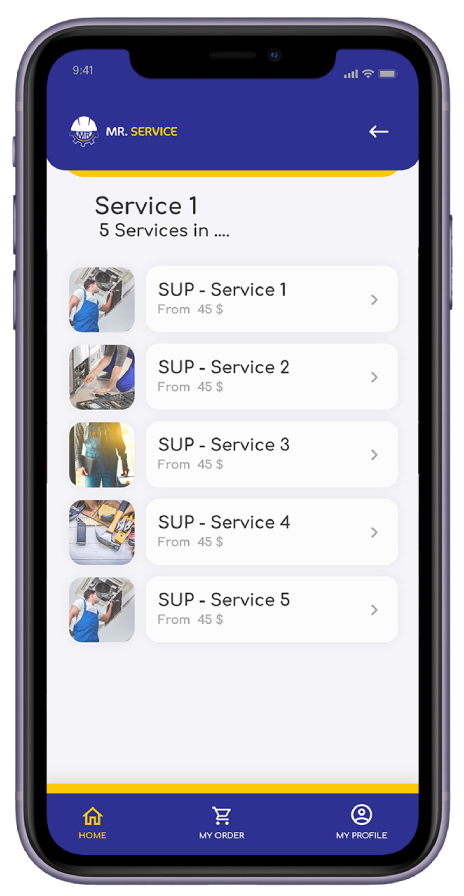 9:41
MR. SERVICE
Service 1
5 Services in ....
SUP - Service 1
From 45 $
SUP - Service 2
From 45 $
SUP - Service 3
From 45 $
SUP - Service 4
From 45 $
SUP - Service 5
From 45 $
HOME
MY ORDER
MY PROFILE